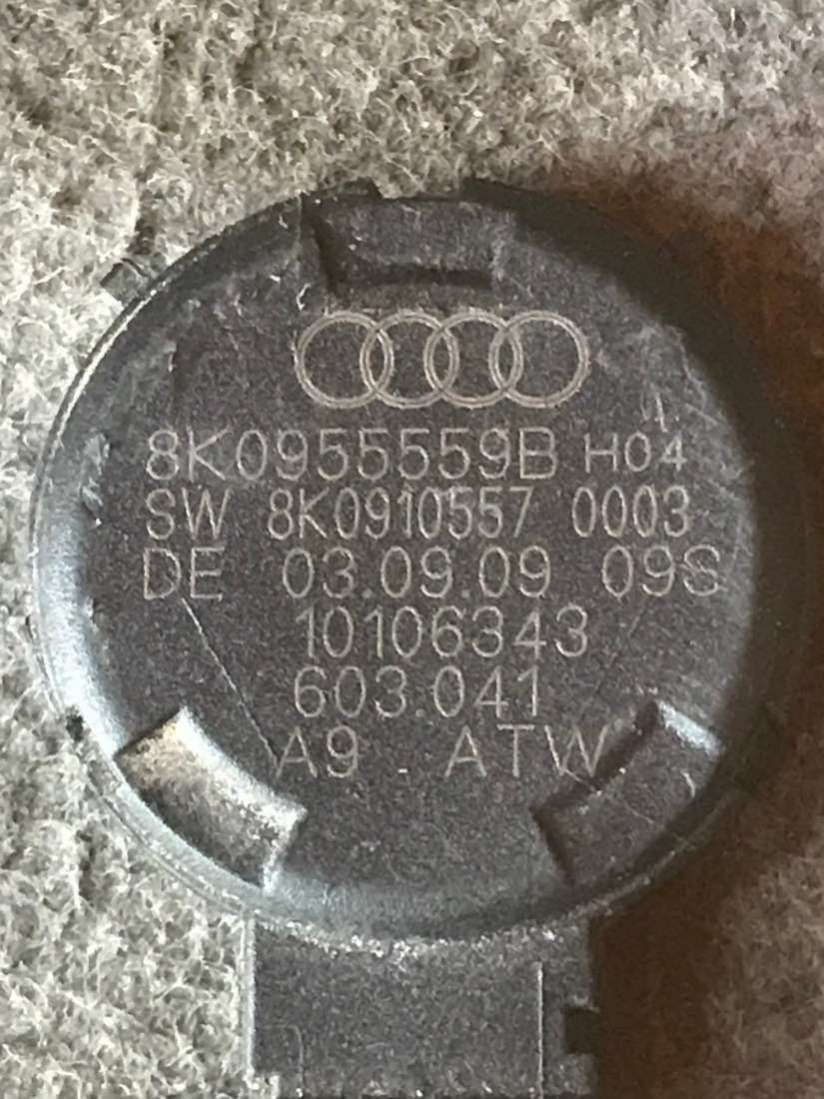 8K0955559B H04
SW 8K0910557 0003
DE 03.09.09 09S
10106343
603.041
A9 ATW